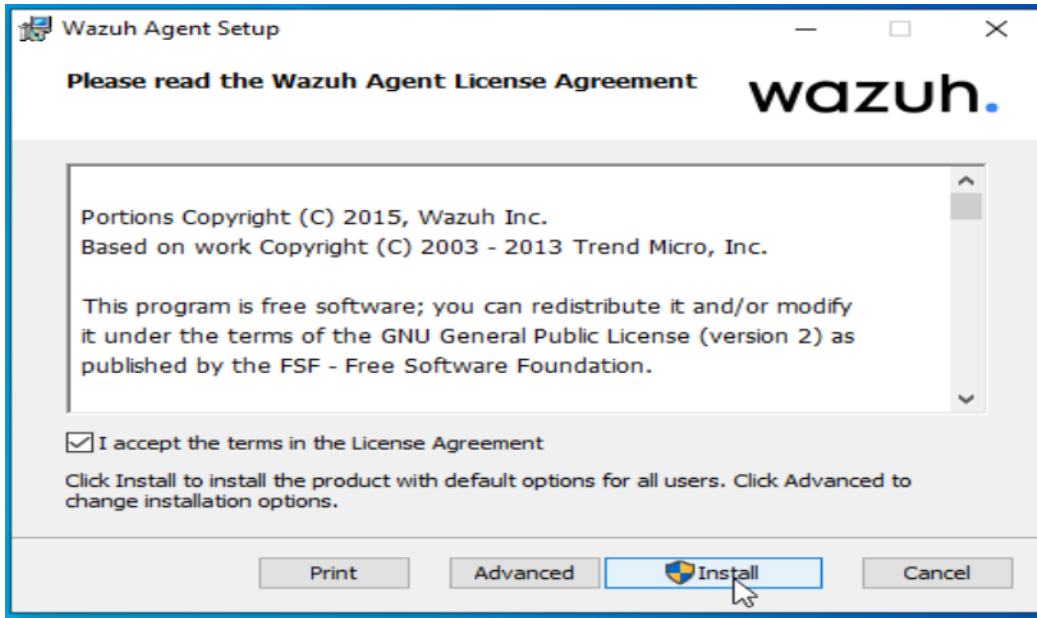 Wazuh Agent Setup
Please read the Wazuh Agent License Agreement
wazuh.
Portions Copyright (C) 2015, Wazuh Inc.
Based on work Copyright (C) 2003 - 2013 Trend Micro, Inc.
This program is free software; you can redistribute it and/or modify
it under the terms of the GNU General Public License (version 2) as
published by the FSF - Free Software Foundation.
I accept the terms in the License Agreement
Click Install to install the product with default options for all users. Click Advanced to
change installation options.
Print Advanced Install Cancel